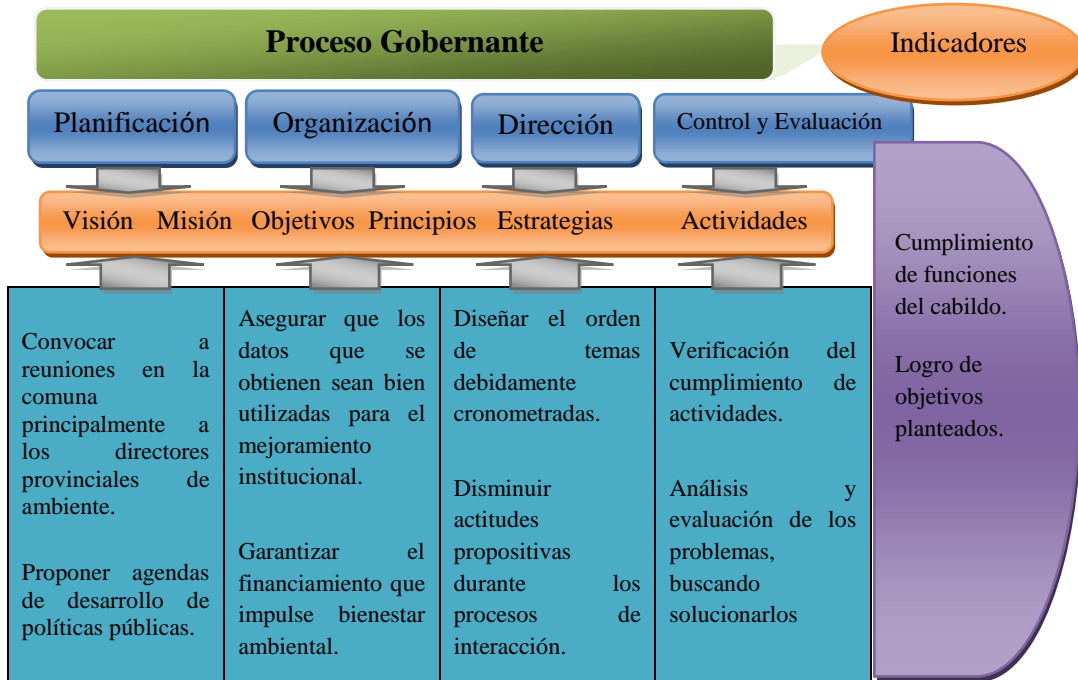 Proceso Gobernante
Indicadores
Planificación
Organización
Dirección
Control y Evaluación
Visión Misión Objetivos Principios Estrategias Actividades
Convocar a
reuniones en la
comuna
principalmente a
los directores
provinciales de
ambiente.
Proponer agendas
de desarrollo de
políticas públicas.
Asegurar que los
datos que se
obtienen sean bien
utilizadas para el
mejoramiento
institucional.
Garantizar el
financiamiento que
impulse bienestar
ambiental.
Diseñar el orden
de temas
debidamente
cronometradas.
Disminuir
actitudes
propositivas
durante los
procesos de
interacción.
Verificación del
cumplimiento de
actividades.
Análisis y
evaluación de los
problemas,
buscando
solucionarlos
Cumplimiento
de funciones
del cabildo.
Logro de
objetivos
planteados.